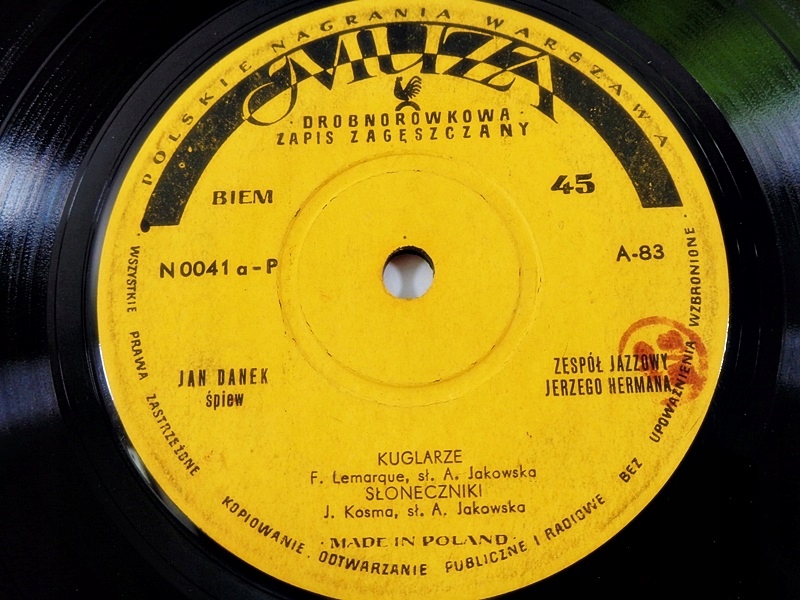 POLSKIE NAGRANIA WARSZAWA
MUZA
· DROBNOROWKOWA ·
ZAPIS ZAGĘSZCZANY
BIEM
45
N 0041 a - P
A-83
JAN DANEK
śpiew
ZESPÓŁ JAZZOWY
JERZEGO HERMANA
KUGLARZE
F. Lemarque, sł. A. Jakowska
SŁONECZNIKI
J. Kosma, sł. A. Jakowska
· MADE IN POLAND ·
· WSZYSTKIE PRAWA ZASTRZEŻONE KOPIOWANIE · ODTWARZANIE PUBLICZNE I RADIOWE BEZ UPOWAŻNIENIA WZBRONIONE ·